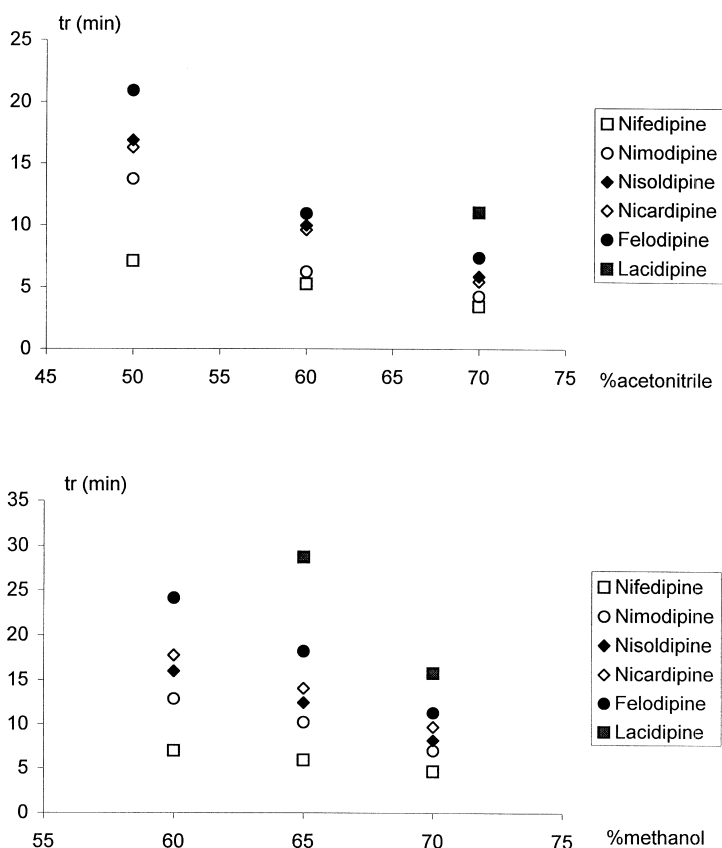 tr (min)
25
20
15
10
5
0
45 50 55 60 65 70 75
%acetonitrile
Nifedipine
Nimodipine
Nisoldipine
Nicardipine
Felodipine
Lacidipine
tr (min)
35
30
25
20
15
10
5
0
55 60 65 70 75
%methanol
Nifedipine
Nimodipine
Nisoldipine
Nicardipine
Felodipine
Lacidipine